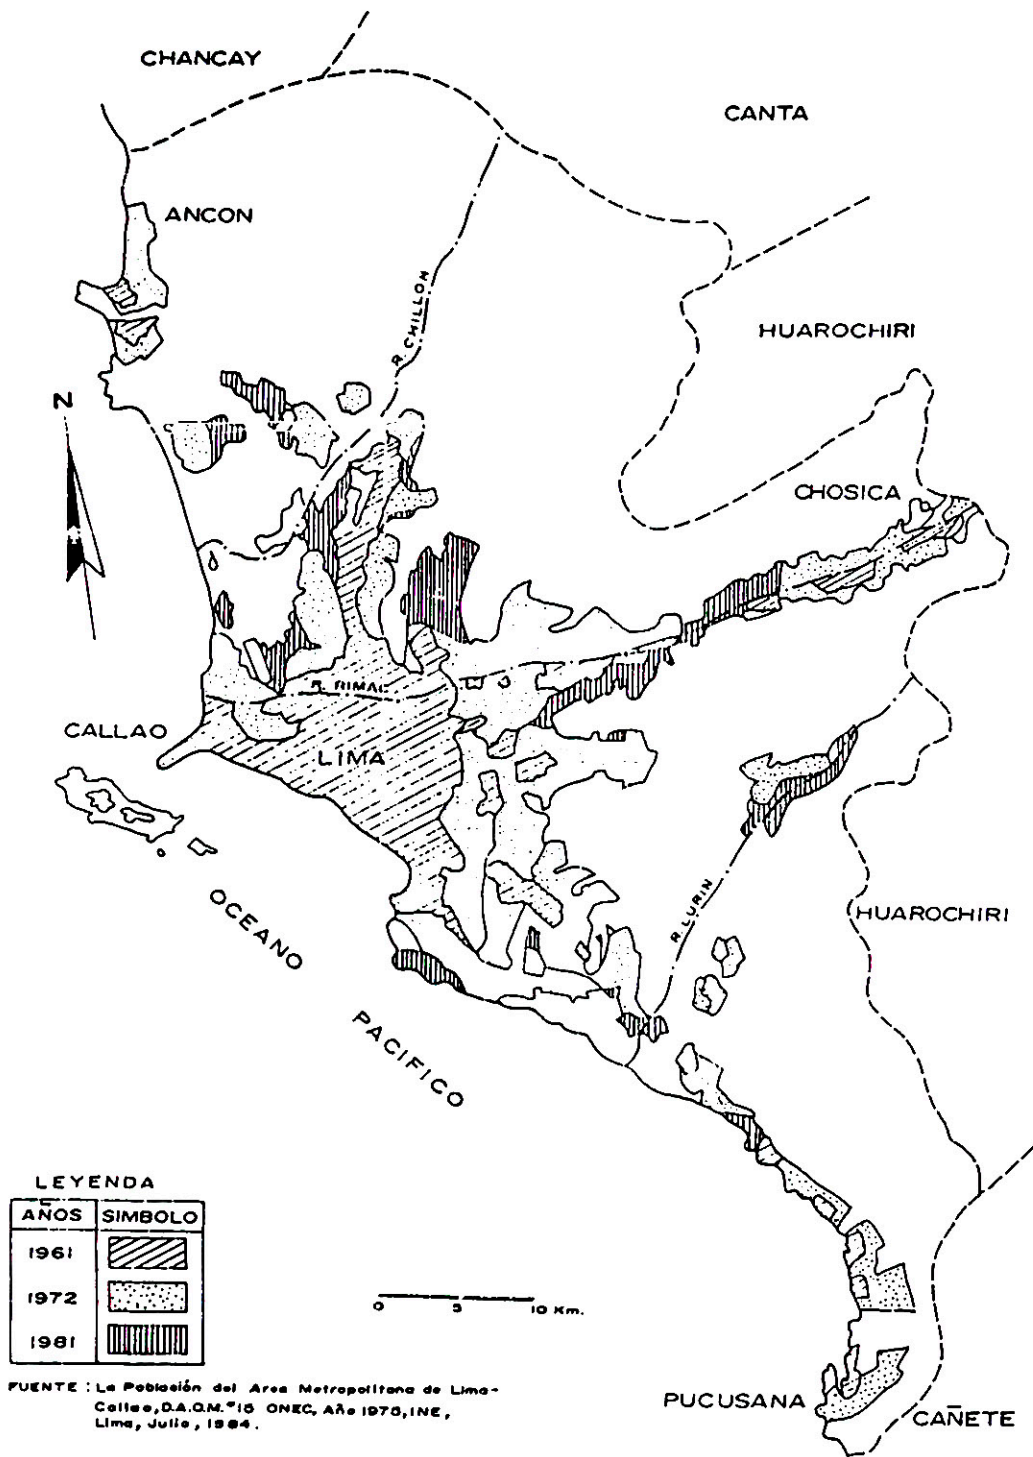 CHANCAY
CANTA
ANCON
R. CHILLON
HUAROCHIRI
N
CHOSICA
R. RIMAC
CALLAO
LIMA
R. LURIN
HUAROCHIRI
OCEANO
PACIFICO
LEYENDA
AÑOS SIMBOLO
1961
1972
1981
0 5 10 Km.
FUENTE : La Población del Area Metropolitana de Lima-
Callao, D.A.O.M. #15 ONEC, Año 1975, INE,
Lima, Julio, 1984.
PUCUSANA
CAÑETE